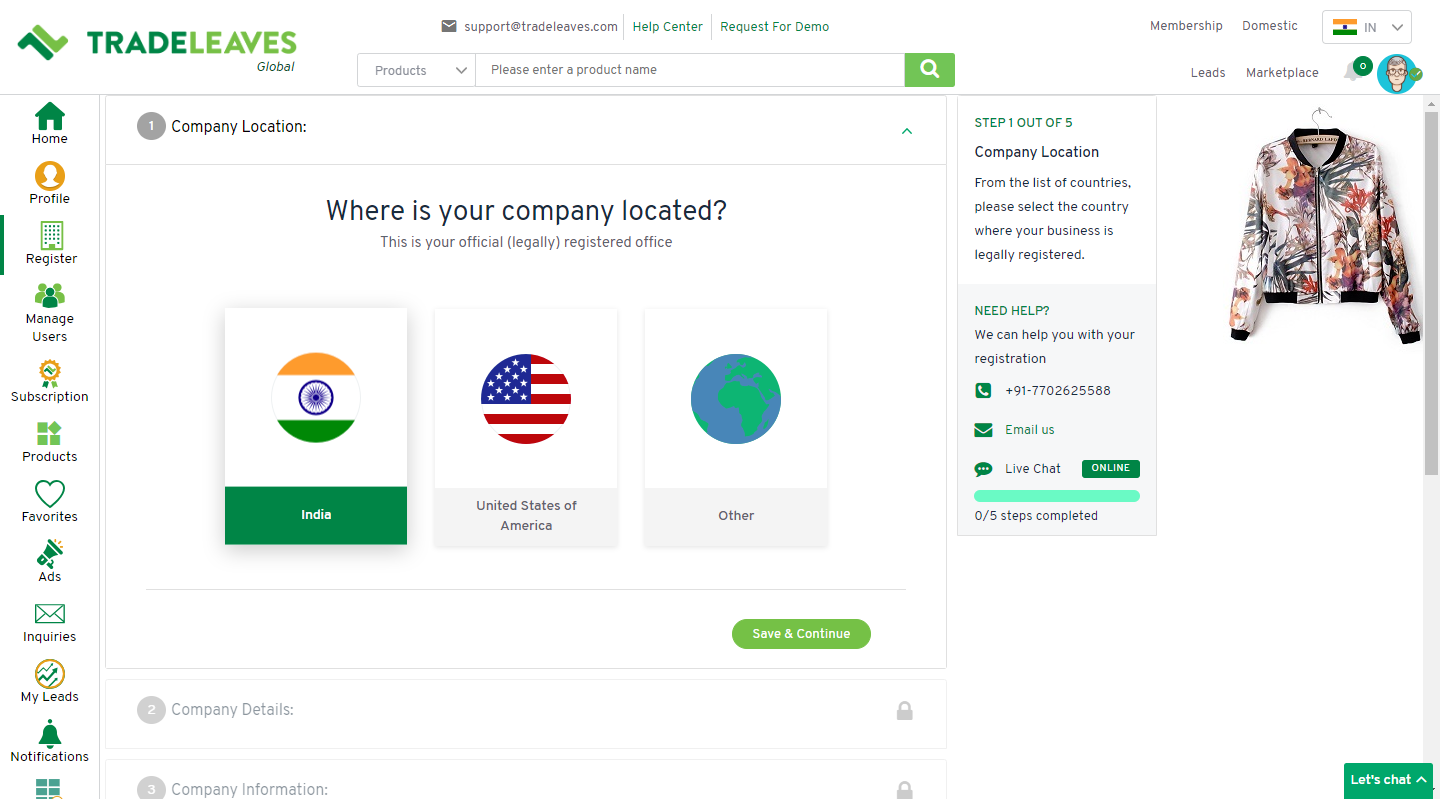 TRADELEAVES
Global
support@tradeleaves.com
Help Center
Request For Demo
Membership
Domestic
IN
Products
Please enter a product name
Leads
Marketplace
0
Home
Profile
Register
Manage
Users
Subscription
Products
Favorites
Ads
Inquiries
My Leads
Notifications
1 Company Location:
Where is your company located?
This is your official (legally) registered office
India
United States of
America
Other
Save & Continue
2 Company Details:
3 Company Information:
STEP 1 OUT OF 5
Company Location
From the list of countries,
please select the country
where your business is
legally registered.
NEED HELP?
We can help you with your
registration
+91-7702625588
Email us
Live Chat ONLINE
0/5 steps completed
Let's chat